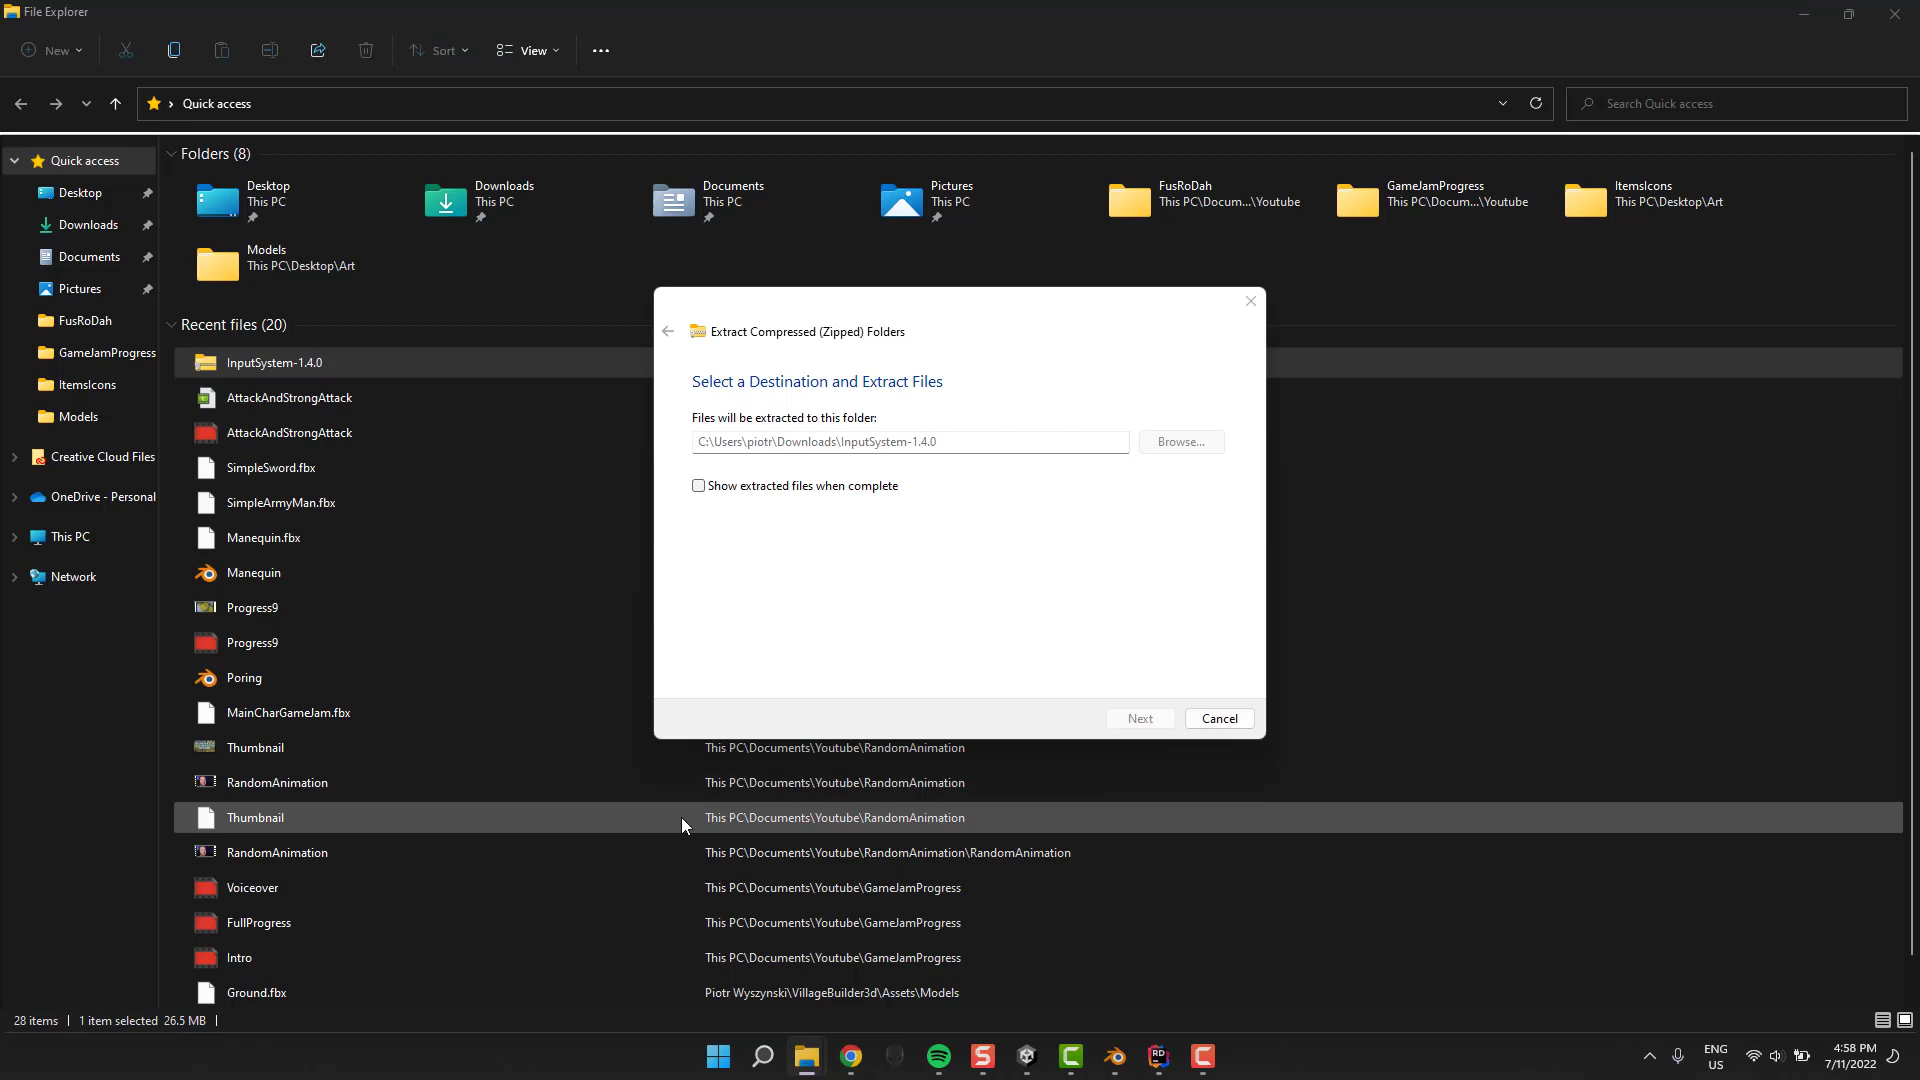 File Explorer
New
Sort
View
Quick access
Search Quick access
Quick access
Desktop
Downloads
Documents
Pictures
FusRoDah
GameJamProgress
ItemsIcons
Models
Creative Cloud Files
OneDrive - Personal
This PC
Network
Folders (8)
Desktop
This PC
Downloads
This PC
Documents
This PC
Pictures
This PC
FusRoDah
This PC\Docum...\Youtube
GameJamProgress
This PC\Docum...\Youtube
ItemsIcons
This PC\Desktop\Art
Models
This PC\Desktop\Art
Recent files (20)
InputSystem-1.4.0
AttackAndStrongAttack
AttackAndStrongAttack
SimpleSword.fbx
SimpleArmyMan.fbx
Manequin.fbx
Manequin
Progress9
Progress9
Poring
MainCharGameJam.fbx
Thumbnail This PC\Documents\Youtube\RandomAnimation
RandomAnimation This PC\Documents\Youtube\RandomAnimation
Thumbnail This PC\Documents\Youtube\RandomAnimation
RandomAnimation This PC\Documents\Youtube\RandomAnimation\RandomAnimation
Voiceover This PC\Documents\Youtube\GameJamProgress
FullProgress This PC\Documents\Youtube\GameJamProgress
Intro This PC\Documents\Youtube\GameJamProgress
Ground.fbx Piotr Wyszynski\VillageBuilder3d\Assets\Models
Extract Compressed (Zipped) Folders
Select a Destination and Extract Files
Files will be extracted to this folder:
C:\Users\piotr\Downloads\InputSystem-1.4.0
Browse...
Show extracted files when complete
Next
Cancel
28 items
1 item selected 26.5 MB
S
C
RD
C
ENG
US
4:58 PM
7/11/2022